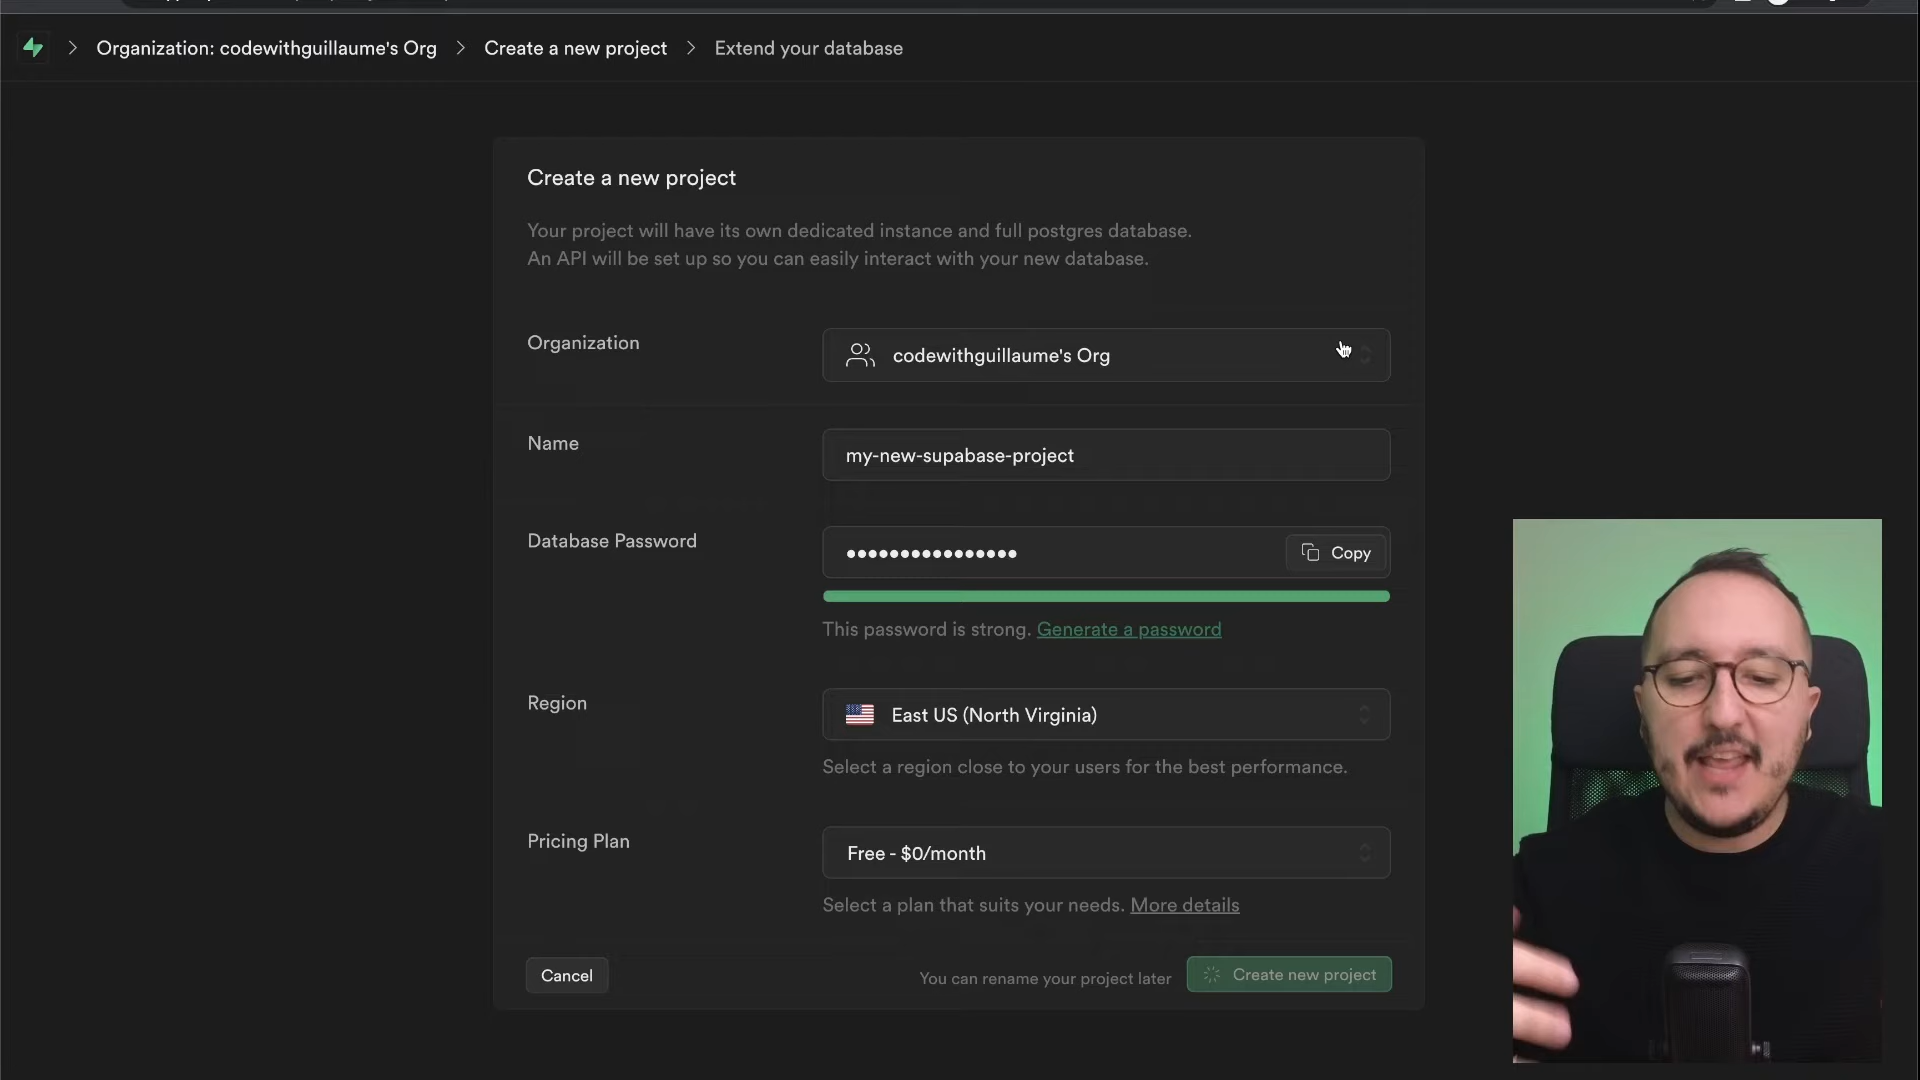 Organization: codewithguillaume's Org > Create a new project > Extend your database
Create a new project
Your project will have its own dedicated instance and full postgres database.
An API will be set up so you can easily interact with your new database.
Organization
codewithguillaume's Org
Name
my-new-supabase-project
Database Password
Copy
This password is strong. Generate a password
Region
East US (North Virginia)
Select a region close to your users for the best performance.
Pricing Plan
Free - $0/month
Select a plan that suits your needs. More details
Cancel
You can rename your project later
Create new project